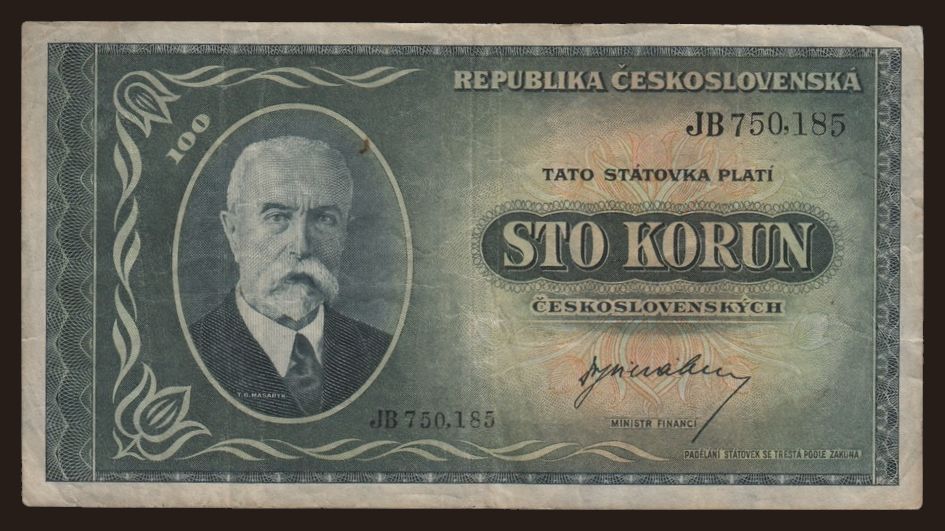 100
REPUBLIKA ČESKOSLOVENSKÁ
JB 750,185
TATO STÁTOVKA PLATÍ
STO KORUN
ČESKOSLOVENSKÝCH
T. G. MASARYK
JB 750,185
MINISTR FINANCÍ
PADĚLÁNÍ STÁTOVEK SE TRESTÁ PODLE ZÁKONA